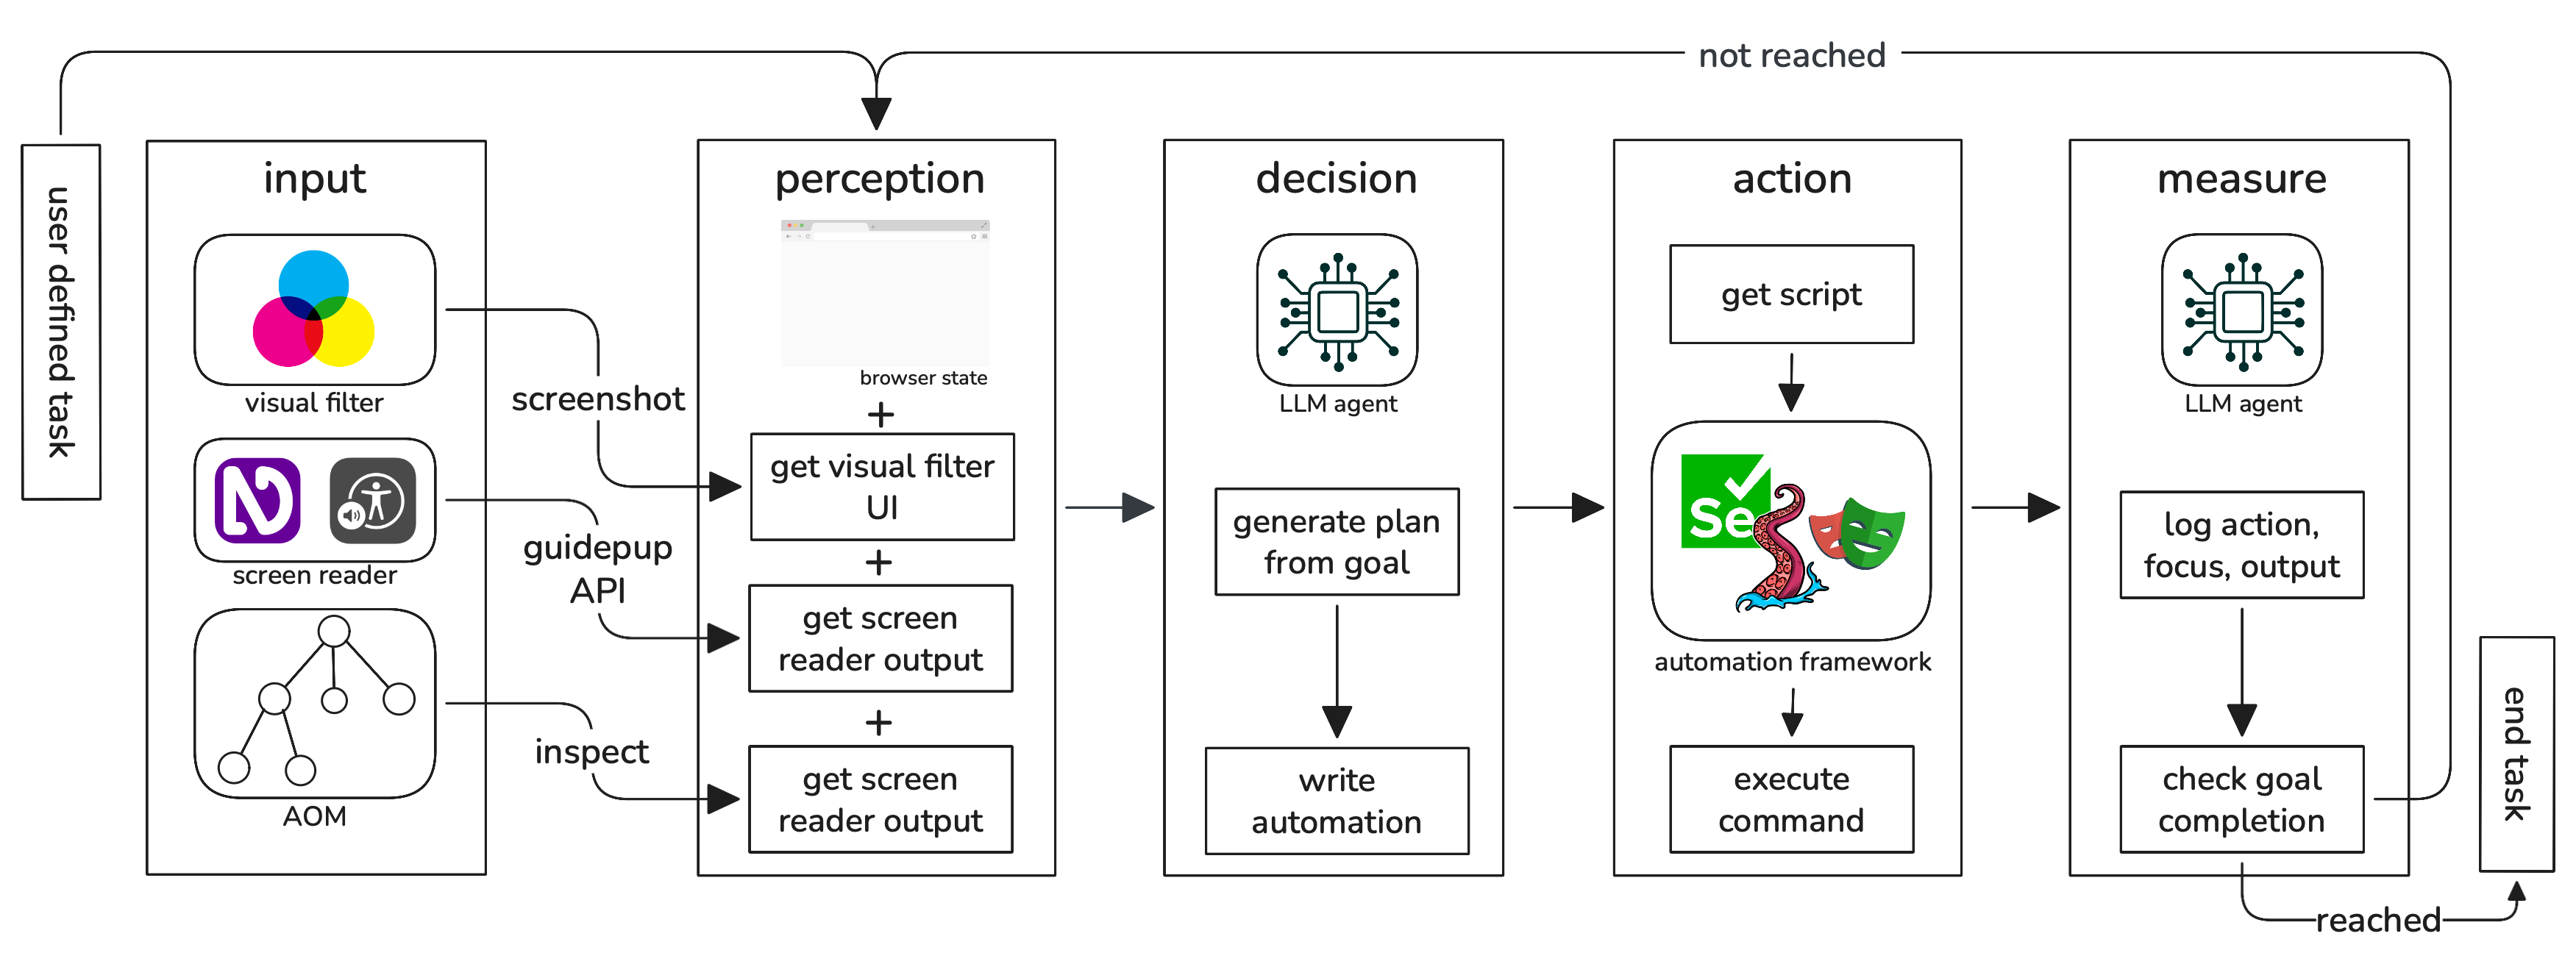 not reached
user defined task
input
visual filter
screen reader
AOM
screenshot
guidepup
API
inspect
perception
browser state
+
get visual filter
UI
+
get screen
reader output
+
get screen
reader output
decision
LLM agent
generate plan
from goal
write
automation
action
get script
Se
automation framework
execute
command
measure
LLM agent
log action,
focus, output
check goal
completion
reached
end task